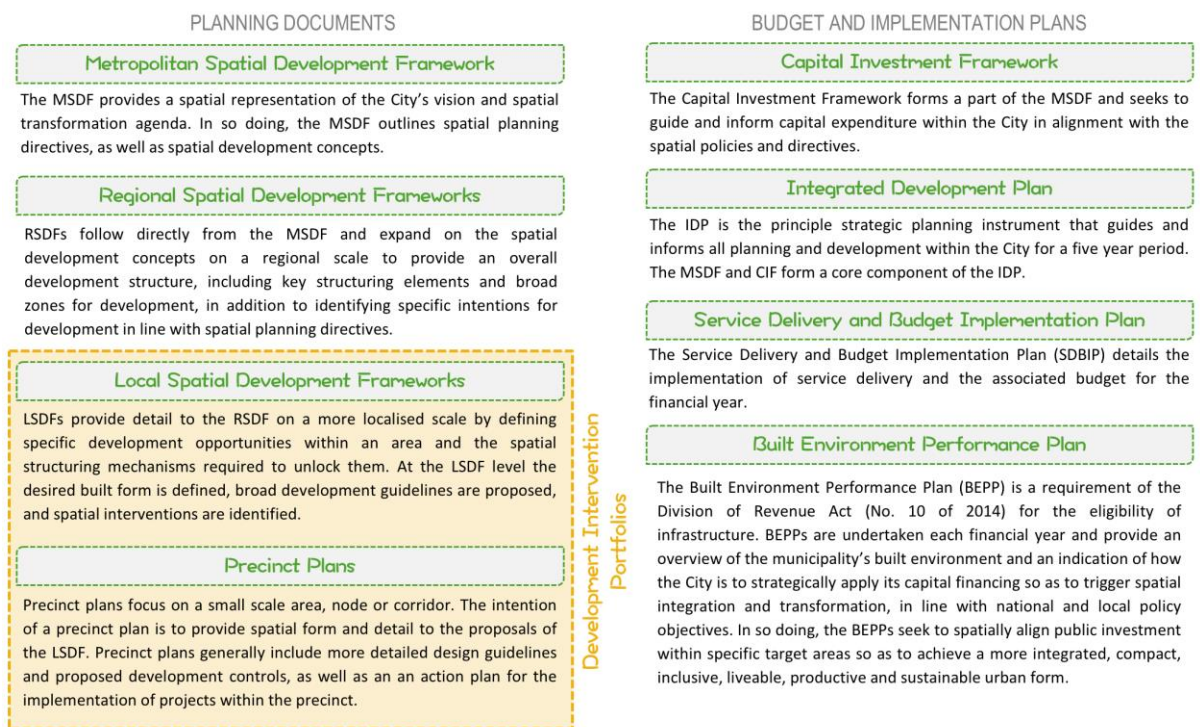 PLANNING DOCUMENTS
Metropolitan Spatial Development Framework
The MSDF provides a spatial representation of the City's vision and spatial
transformation agenda. In so doing, the MSDF outlines spatial planning
directives, as well as spatial development concepts.
Regional Spatial Development Frameworks
RSDFs follow directly from the MSDF and expand on the spatial
development concepts on a regional scale to provide an overall
development structure, including key structuring elements and broad
zones for development, in addition to identifying specific intentions for
development in line with spatial planning directives.
Local Spatial Development Frameworks
LSDFs provide detail to the RSDF on a more localised scale by defining
specific development opportunities within an area and the spatial
structuring mechanisms required to unlock them. At the LSDF level the
desired built form is defined, broad development guidelines are proposed,
and spatial interventions are identified.
Precinct Plans
Precinct plans focus on a small scale area, node or corridor. The intention
of a precinct plan is to provide spatial form and detail to the proposals of
the LSDF. Precinct plans generally include more detailed design guidelines
and proposed development controls, as well as an an action plan for the
implementation of projects within the precinct.
Development Intervention
Portfolios
BUDGET AND IMPLEMENTATION PLANS
Capital Investment Framework
The Capital Investment Framework forms a part of the MSDF and seeks to
guide and inform capital expenditure within the City in alignment with the
spatial policies and directives.
Integrated Development Plan
The IDP is the principle strategic planning instrument that guides and
informs all planning and development within the City for a five year period.
The MSDF and CIF form a core component of the IDP.
Service Delivery and Budget Implementation Plan
The Service Delivery and Budget Implementation Plan (SDBIP) details the
implementation of service delivery and the associated budget for the
financial year.
Built Environment Performance Plan
The Built Environment Performance Plan (BEPP) is a requirement of the
Division of Revenue Act (No. 10 of 2014) for the eligibility of
infrastructure. BEPPs are undertaken each financial year and provide an
overview of the municipality's built environment and an indication of how
the City is to strategically apply its capital financing so as to trigger spatial
integration and transformation, in line with national and local policy
objectives. In so doing, the BEPPs seek to spatially align public investment
within specific target areas so as to achieve a more integrated, compact,
inclusive, liveable, productive and sustainable urban form.